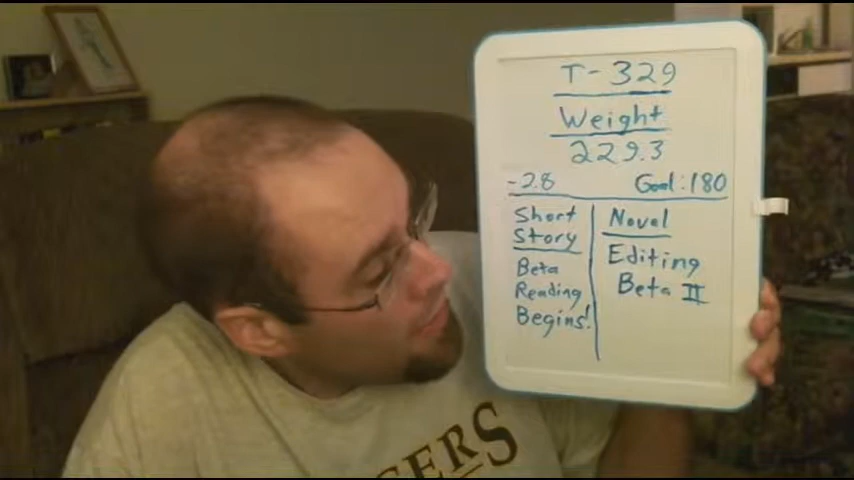 T-329
Weight
229.3
-2.8 Goal: 180
Short
Story
Beta
Reading
Begins!
Novel
Editing
Beta II